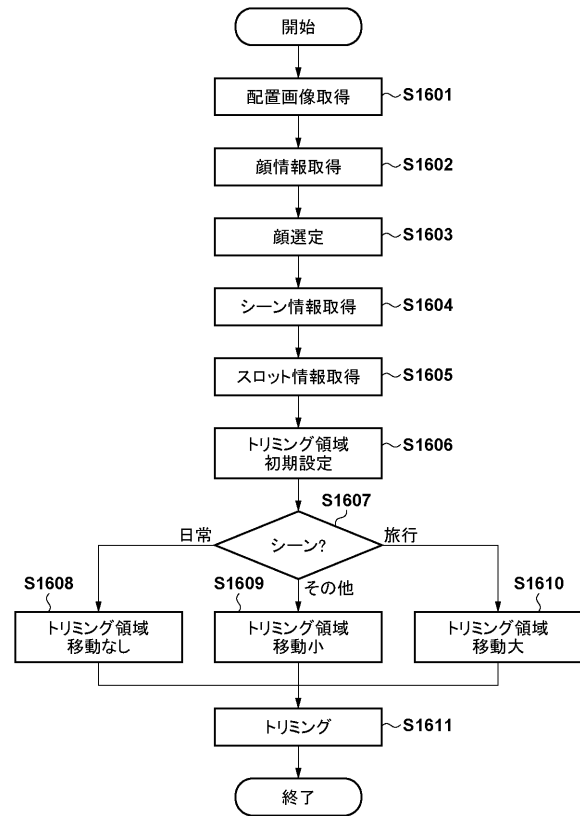 開始
配置画像取得
S1601
顔情報取得
S1602
顔選定
S1603
シーン情報取得
S1604
スロット情報取得
S1605
トリミング領域
初期設定
S1606
S1607
シーン?
日常
その他
旅行
S1608
トリミング領域
移動なし
S1609
トリミング領域
移動小
S1610
トリミング領域
移動大
トリミング
S1611
終了